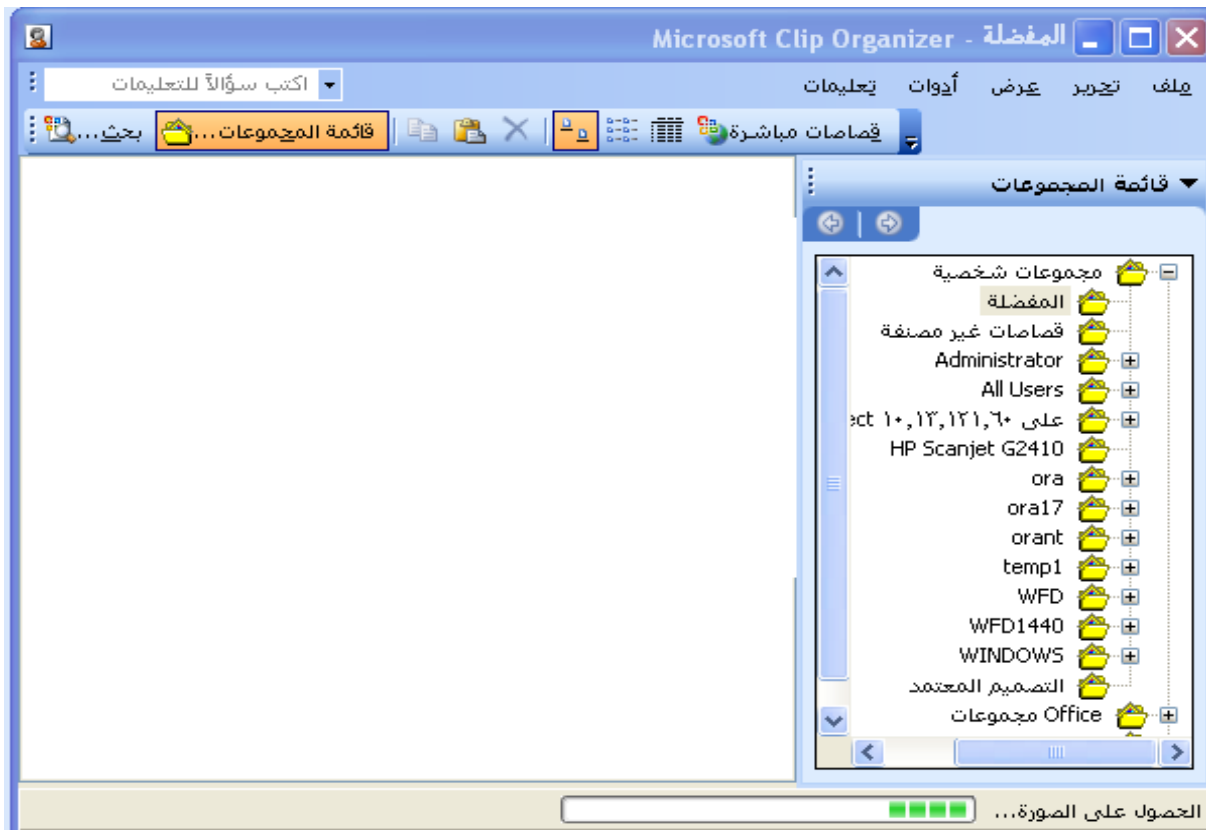 المفضلة - Microsoft Clip Organizer
ملف تحرير عرض أدوات تعليمات اكتب سؤالاً للتعليمات
قصاصات مباشرة قائمة المجموعات... بحث...
قائمة المجموعات
مجموعات شخصية
المفضلة
قصاصات غير مصنفة
Administrator
All Users
على ١٠,١٣,١٢١,٦٠
HP Scanjet G2410
ora
ora17
orant
temp1
WFD
WFD1440
WINDOWS
التصميم المعتمد
Office مجموعات
الحصول على الصورة...